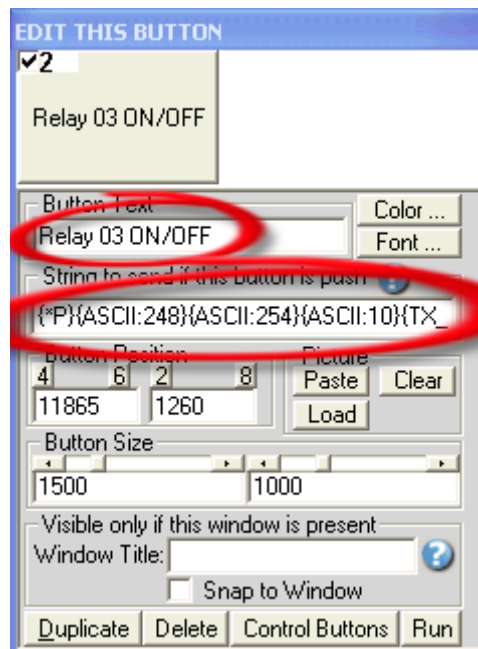 EDIT THIS BUTTON
2
Relay 03 ON/OFF
Button Text
Color ...
Relay 03 ON/OFF
Font ...
String to send if this button is push
?
{*P}{ASCII:248}{ASCII:254}{ASCII:10}{TX_
Button Position
Picture
4 6 2 8
Paste Clear
11865 1260
Load
Button Size
1500 1000
Visible only if this window is present
Window Title:
?
Snap to Window
Duplicate Delete Control Buttons Run